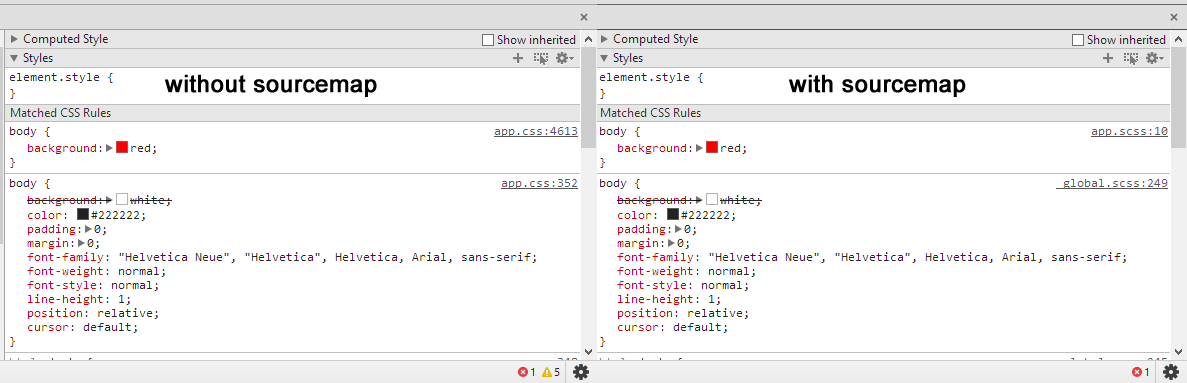 Computed Style Show inherited
Styles
element.style {
without sourcemap
}
Matched CSS Rules
body { app.css:4613
background: red;
}
body { app.css:352
background: white;
color: #222222;
padding: 0;
margin: 0;
font-family: "Helvetica Neue", "Helvetica", Helvetica, Arial, sans-serif;
font-weight: normal;
font-style: normal;
line-height: 1;
position: relative;
cursor: default;
}
1 5
Computed Style Show inherited
Styles
element.style {
with sourcemap
}
Matched CSS Rules
body { app.scss:10
background: red;
}
body { _global.scss:249
background: white;
color: #222222;
padding: 0;
margin: 0;
font-family: "Helvetica Neue", "Helvetica", Helvetica, Arial, sans-serif;
font-weight: normal;
font-style: normal;
line-height: 1;
position: relative;
cursor: default;
}
1